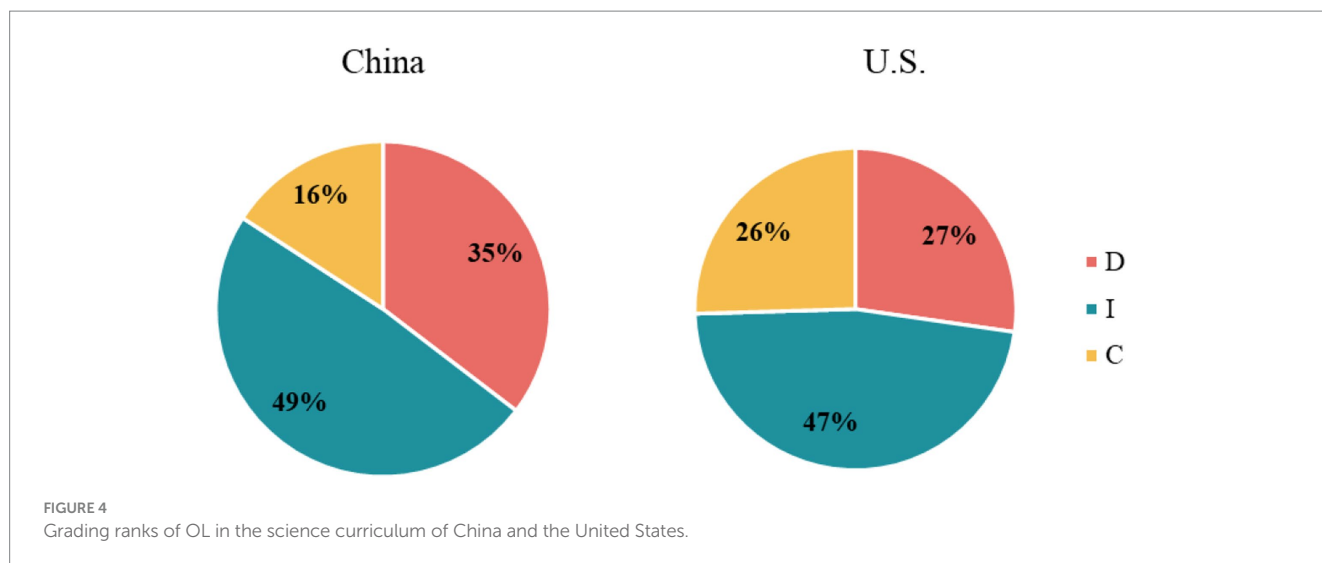 China
U.S.
16%
35%
49%
26%
27%
47%
D
I
C
FIGURE 4
Grading ranks of OL in the science curriculum of China and the United States.